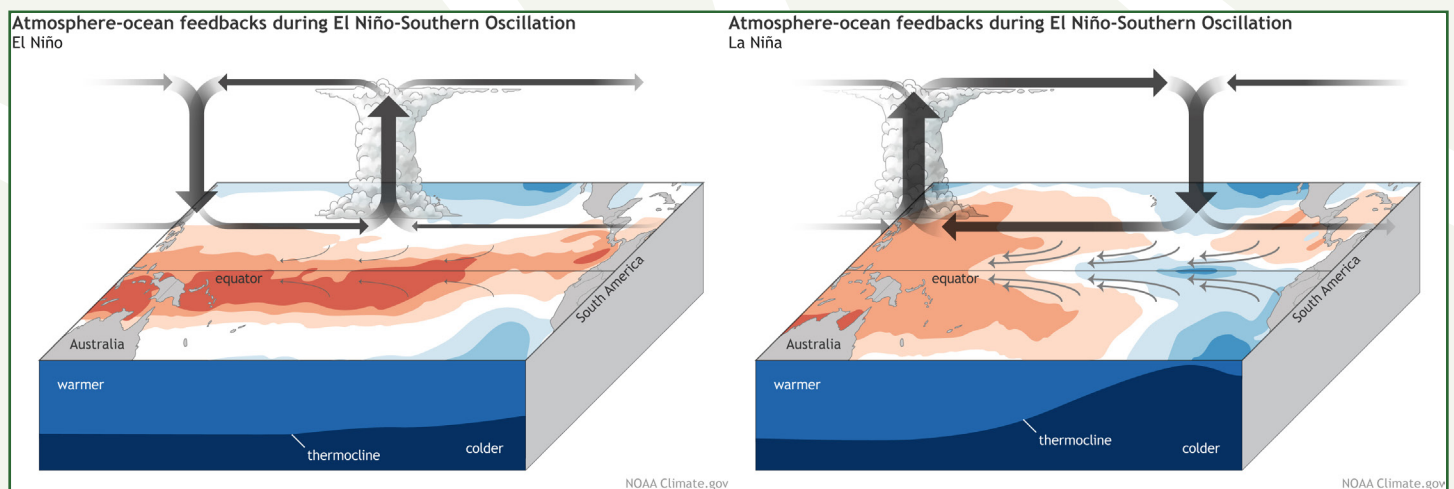 Atmosphere-ocean feedbacks during El Niño-Southern Oscillation
El Niño
equator
South America
Australia
warmer
thermocline
colder
NOAA Climate.gov
Atmosphere-ocean feedbacks during El Niño-Southern Oscillation
La Niña
equator
South America
Australia
warmer
thermocline
colder
NOAA Climate.gov